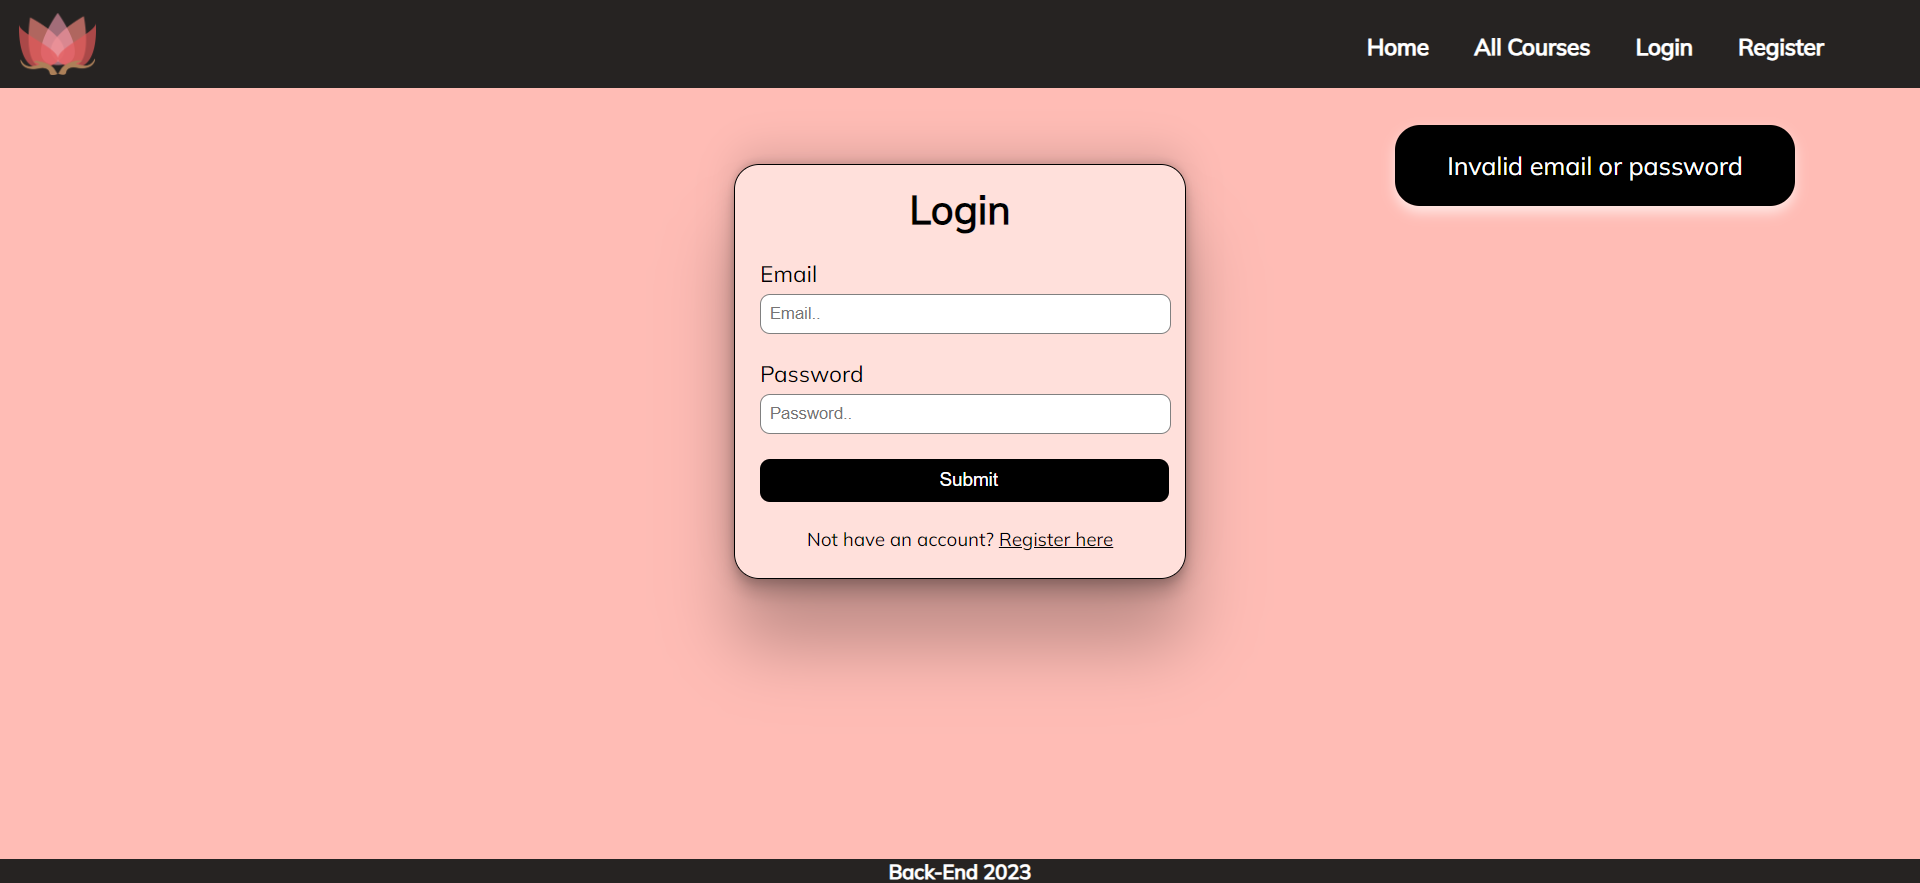 Home All Courses Login Register
Invalid email or password
Login
Email
Email..
Password
Password..
Submit
Not have an account? Register here
Back-End 2023